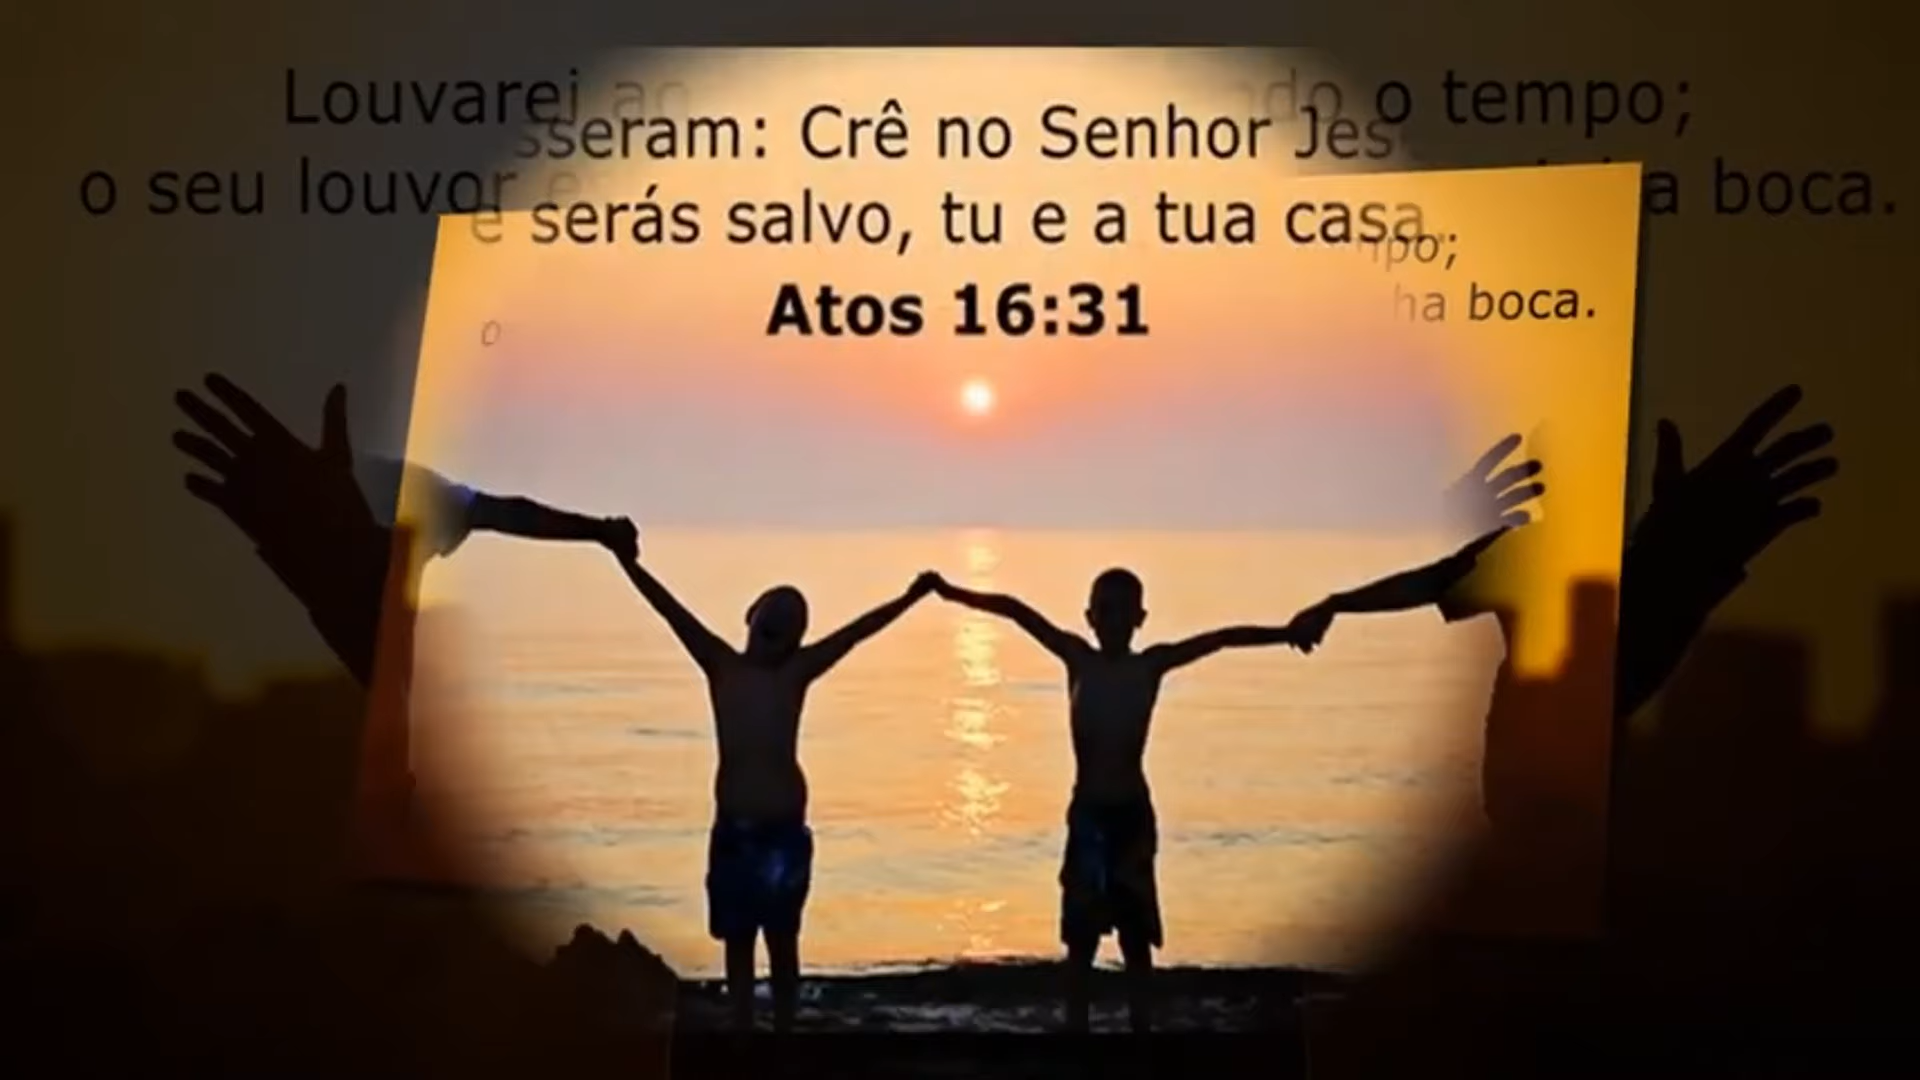 Louvarei o tempo;
o seu louvor a boca.
sseram: Crê no Senhor Jes
e serás salvo, tu e a tua casa.
Atos 16:31
po;
ha boca.
o